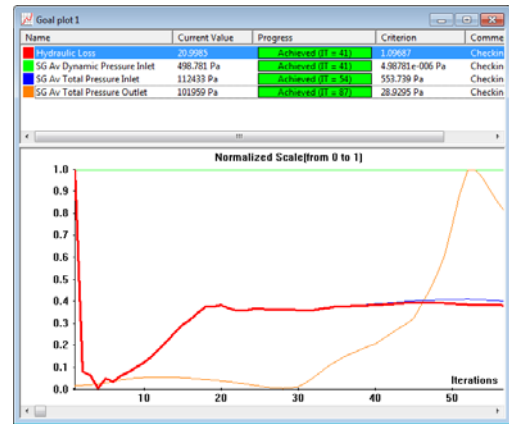 Goal plot 1
Name Current Value Progress Criterion Comme
Hydraulic Loss 20.9985 Achieved (IT = 41) 1.09687 Checkin
SG Av Dynamic Pressure Inlet 498.781 Pa Achieved (IT = 41) 4.98781e-006 Pa Checkin
SG Av Total Pressure Inlet 112433 Pa Achieved (IT = 54) 553.739 Pa Checkin
SG Av Total Pressure Outlet 101959 Pa Achieved (IT = 87) 28.9295 Pa Checkin
Normalized Scale(from 0 to 1)
1.0
0.9
0.8
0.7
0.6
0.5
0.4
0.3
0.2
0.1
0.0
Iterations
10 20 30 40 50